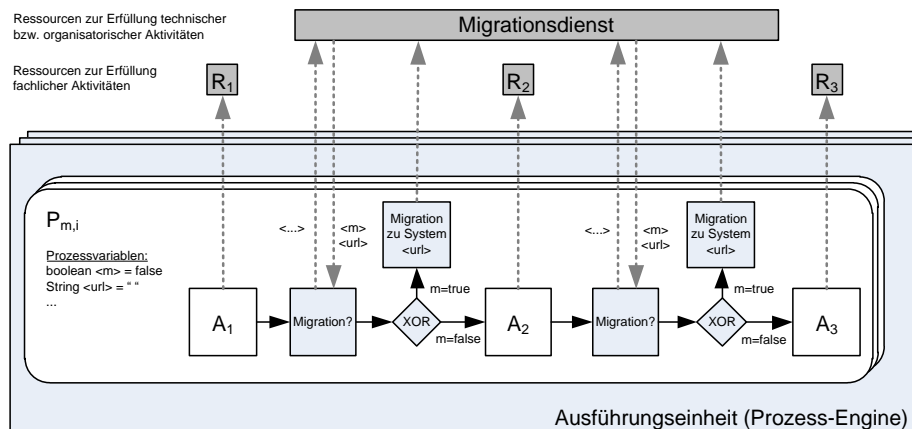 Ressourcen zur Erfüllung technischer
bzw. organisatorischer Aktivitäten
Migrationsdienst
Ressourcen zur Erfüllung
fachlicher Aktivitäten
R1
R2
R3
Pm,i
Prozessvariablen:
boolean <m> = false
String <url> = “ “
...
<...>
<m>
<url>
Migration
zu System
<url>
<...>
<m>
<url>
Migration
zu System
<url>
m=true
m=true
A1
Migration?
XOR
m=false
A2
Migration?
XOR
m=false
A3
Ausführungseinheit (Prozess-Engine)